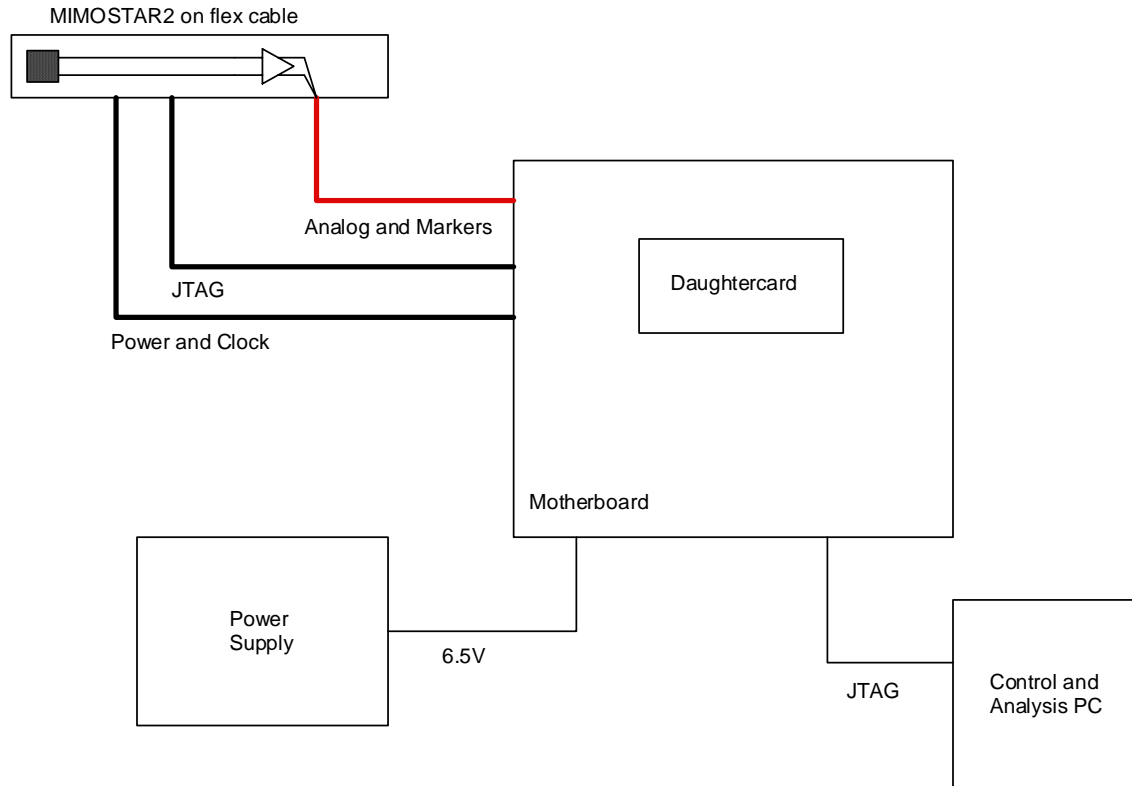 MIMOSTAR2 on flex cable
Analog and Markers
Daughtercard
JTAG
Power and Clock
Motherboard
Power
Supply
6.5V
JTAG
Control and
Analysis PC